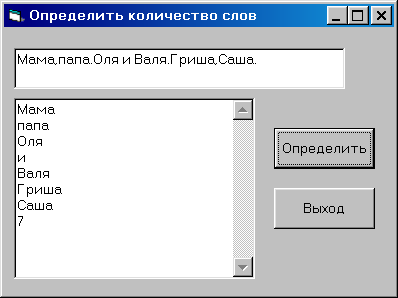 Определить количество слов
Мама,папа.Оля и Валя.Гриша,Саша.
Мама
папа
Оля
и
Валя
Гриша
Саша
7
Определить
Выход